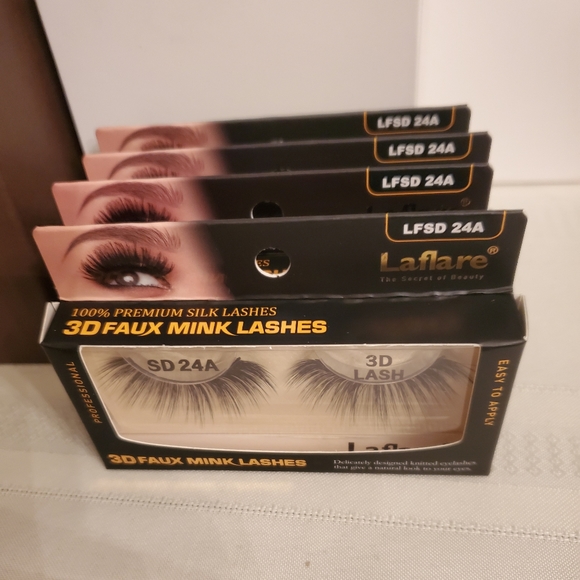 LFSD 24A
LFSD 24A
LFSD 24A
LFSD 24A
Laflare®
The Secret of Beauty
100% PREMIUM SILK LASHES
3D FAUX MINK LASHES
PROFESSIONAL
SD 24A
3D
LASH
EASY TO APPLY
3D FAUX MINK LASHES
Delicately designed knitted eyelashes
that give a natural look to your eyes.